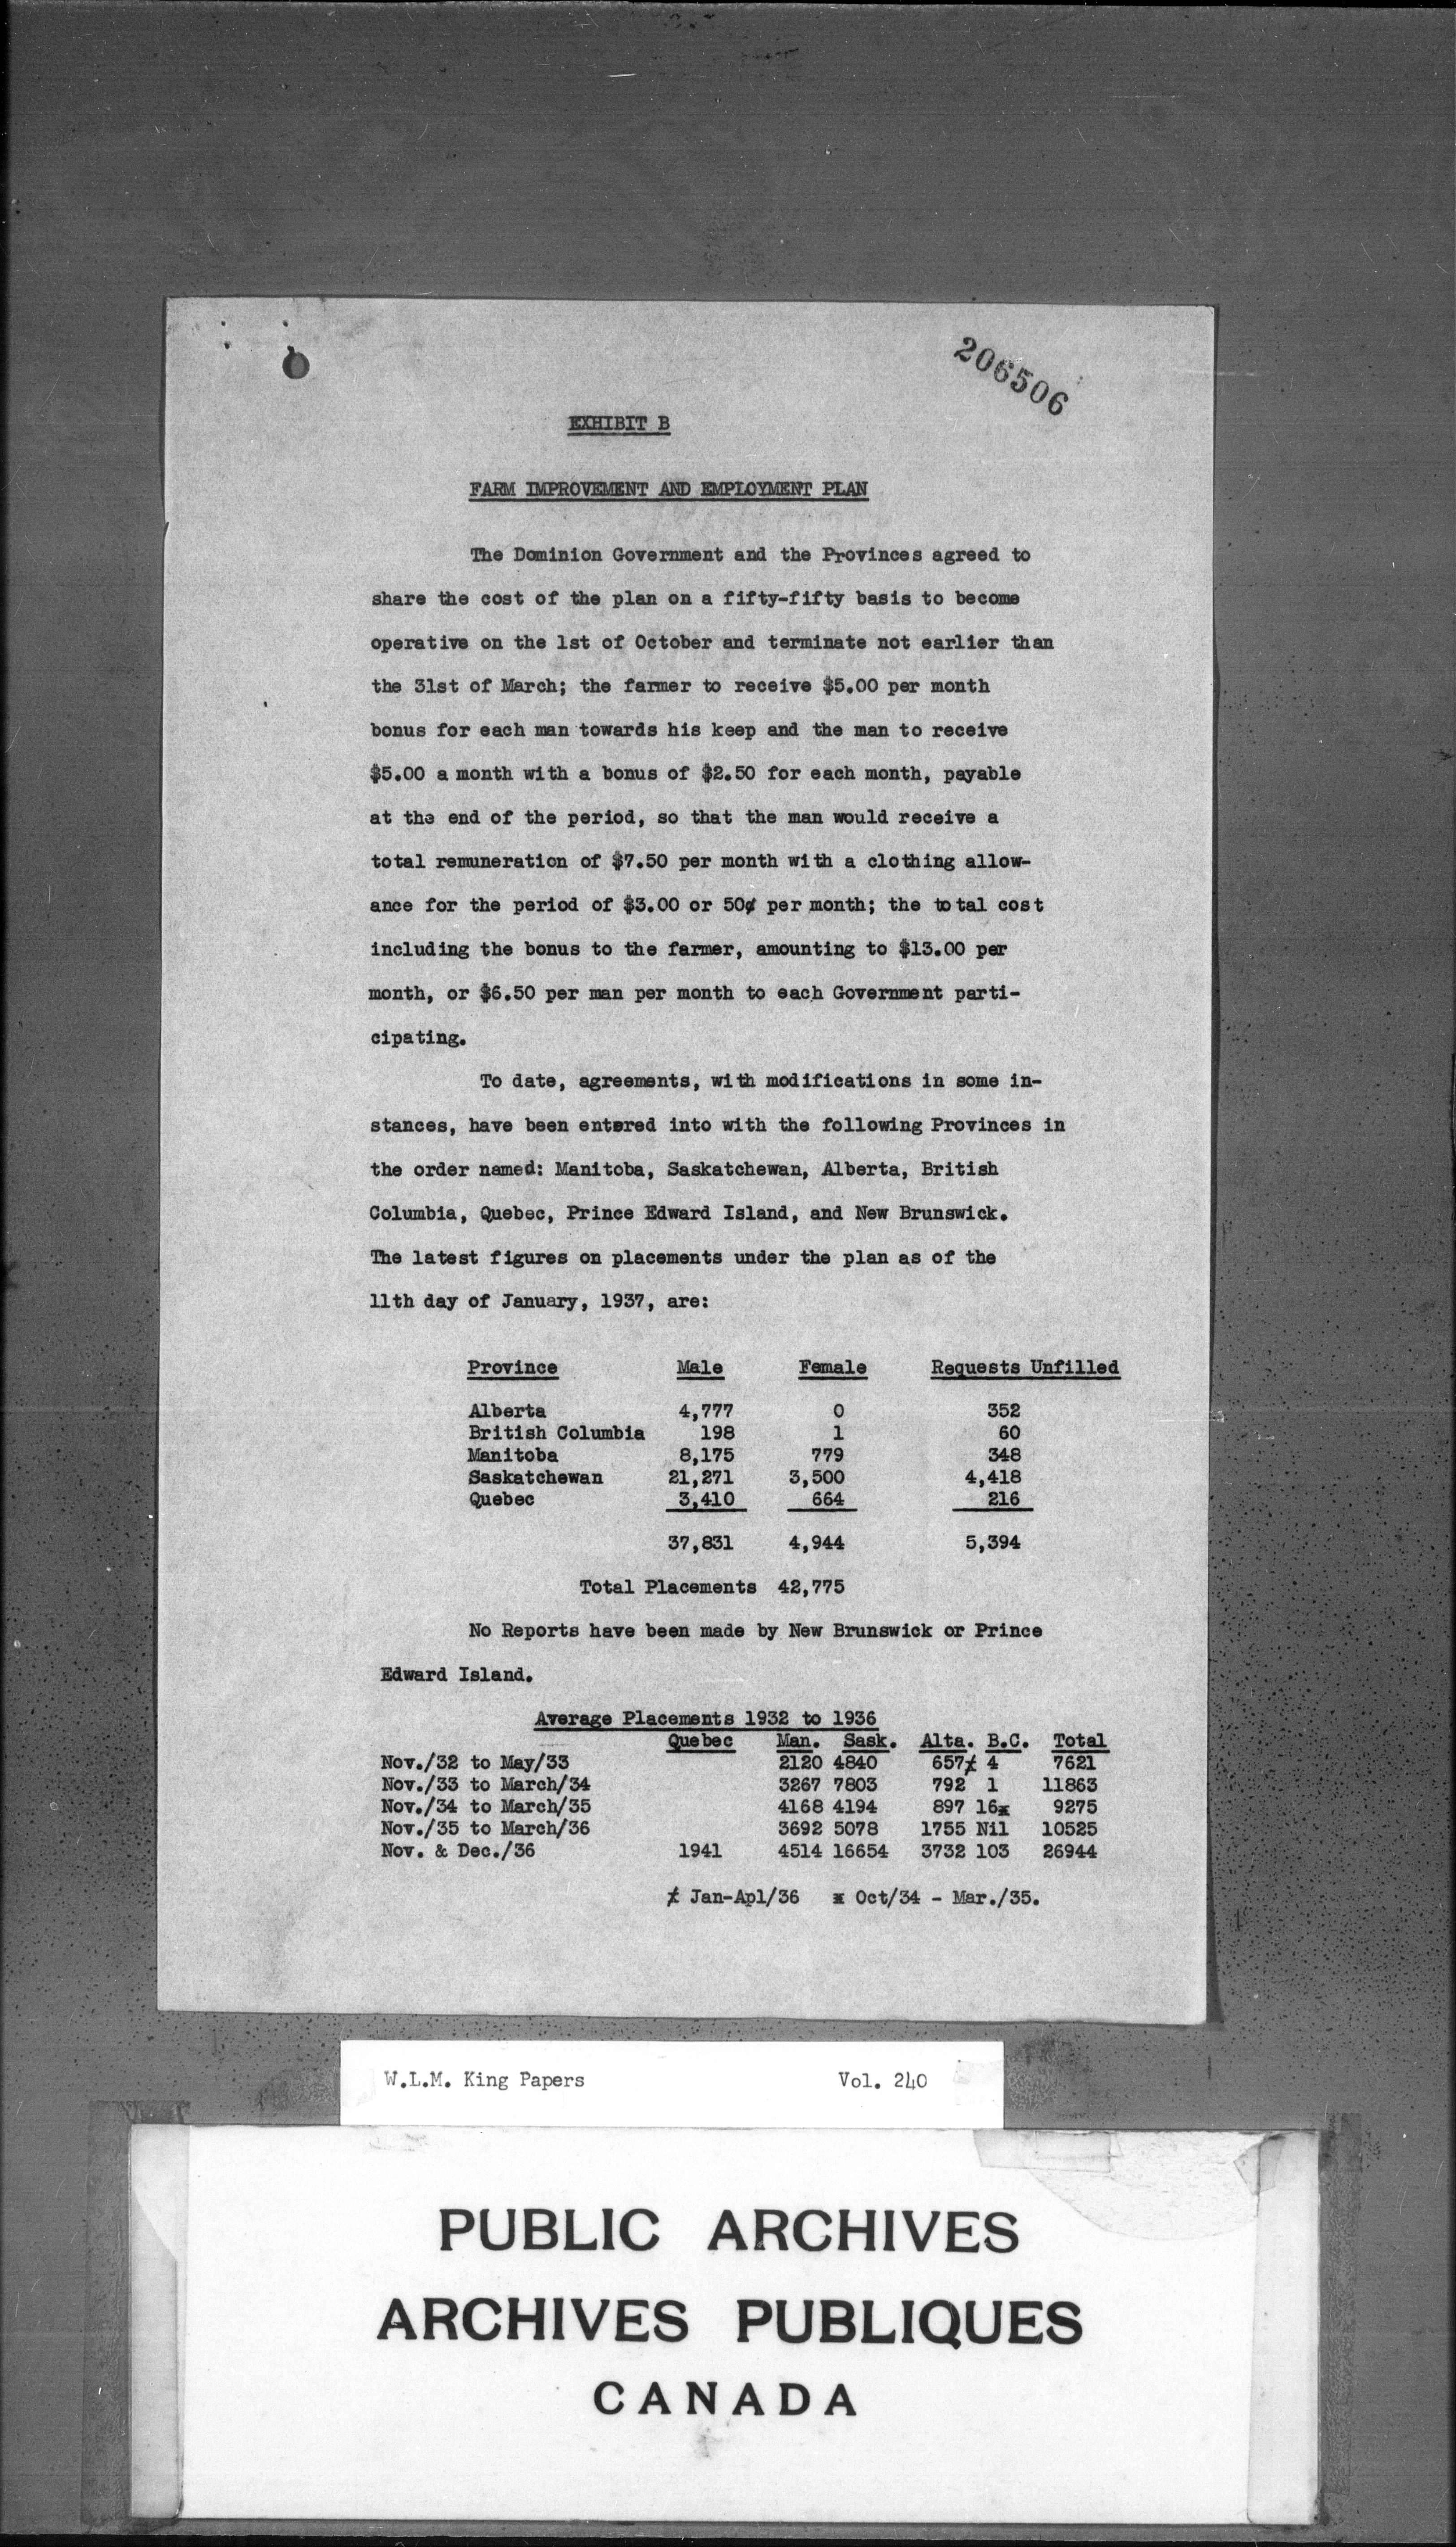 206506
EXHIBIT B
FARM IMPROVEMENT AND EMPLOYMENT PLAN
The Dominion Government and the Provinces agreed to
share the cost of the plan on a fifty-fifty basis to become
operative on the 1st of October and terminate not earlier than
the 31st of March; the farmer to receive $5.00 per month
bonus for each man towards his keep and the man to receive
$5.00 a month with a bonus of $2.50 for each month, payable
at the end of the period, so that the man would receive a
total remuneration of $7.50 per month with a clothing allow-
ance for the period of $3.00 or 50¢ per month; the total cost
including the bonus to the farmer, amounting to $13.00 per
month, or $6.50 per man per month to each Government parti-
cipating.
To date, agreements, with modifications in some in-
stances, have been entered into with the following Provinces in
the order named: Manitoba, Saskatchewan, Alberta, British
Columbia, Quebec, Prince Edward Island, and New Brunswick.
The latest figures on placements under the plan as of the
11th day of January, 1937, are:
Province Male Female Requests Unfilled
Alberta 4,777 0 352
British Columbia 198 1 60
Manitoba 8,175 779 348
Saskatchewan 21,271 3,500 4,418
Quebec 3,410 664 216
37,831 4,944 5,394
Total Placements 42,775
No Reports have been made by New Brunswick or Prince
Edward Island.
Average Placements 1932 to 1936
Quebec Man. Sask. Alta. B.C. Total
Nov./32 to May/33 2120 4840 657≠ 4 7621
Nov./33 to March/34 3267 7803 792 1 11863
Nov./34 to March/35 4168 4194 897 16x 9275
Nov./35 to March/36 3692 5078 1755 Nil 10525
Nov. & Dec./36 1941 4514 16654 3732 103 26944
≠ Jan-Apl/36 x Oct/34 - Mar./35.
W.L.M. King Papers Vol. 240
PUBLIC ARCHIVES
ARCHIVES PUBLIQUES
CANADA